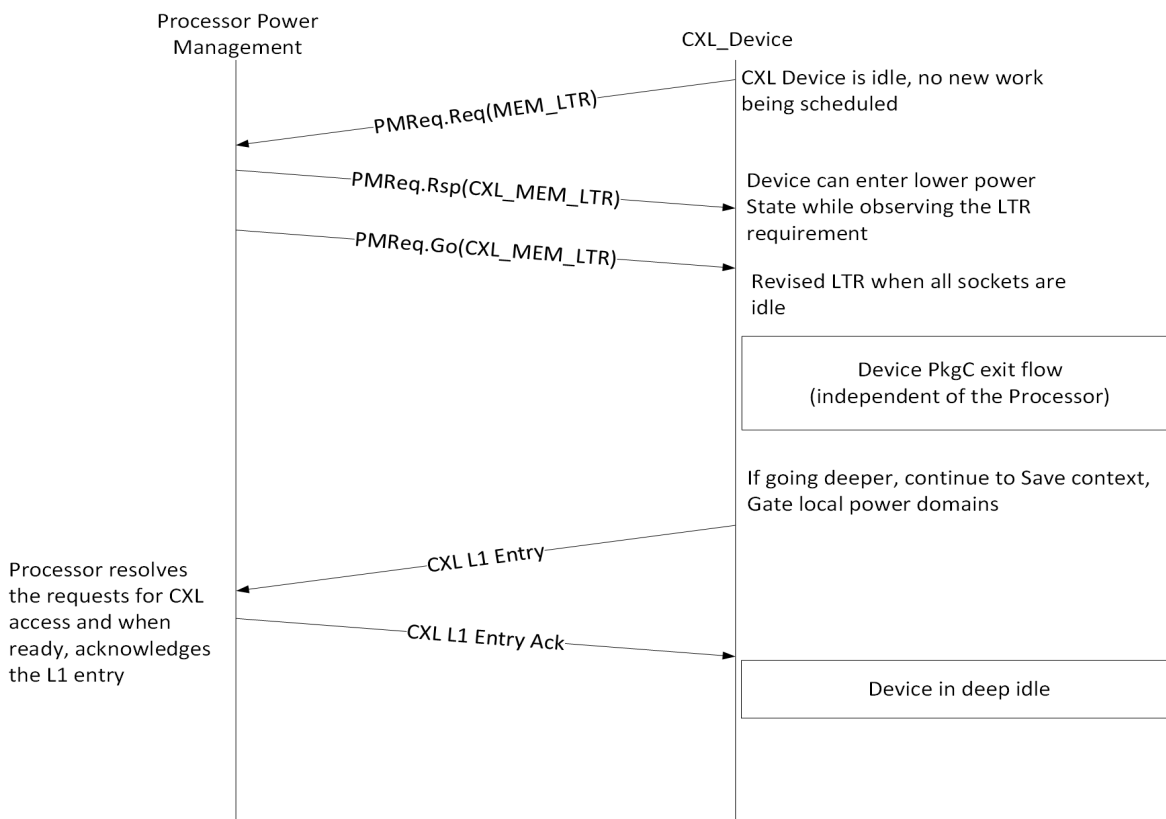 Processor Power
Management
CXL_Device
CXL Device is idle, no new work
being scheduled
PMReq.Req(MEM_LTR)
PMReq.Rsp(CXL_MEM_LTR)
Device can enter lower power
State while observing the LTR
requirement
PMReq.Go(CXL_MEM_LTR)
Revised LTR when all sockets are
idle
Device PkgC exit flow
(independent of the Processor)
If going deeper, continue to Save context,
Gate local power domains
CXL L1 Entry
Processor resolves
the requests for CXL
access and when
ready, acknowledges
the L1 entry
CXL L1 Entry Ack
Device in deep idle